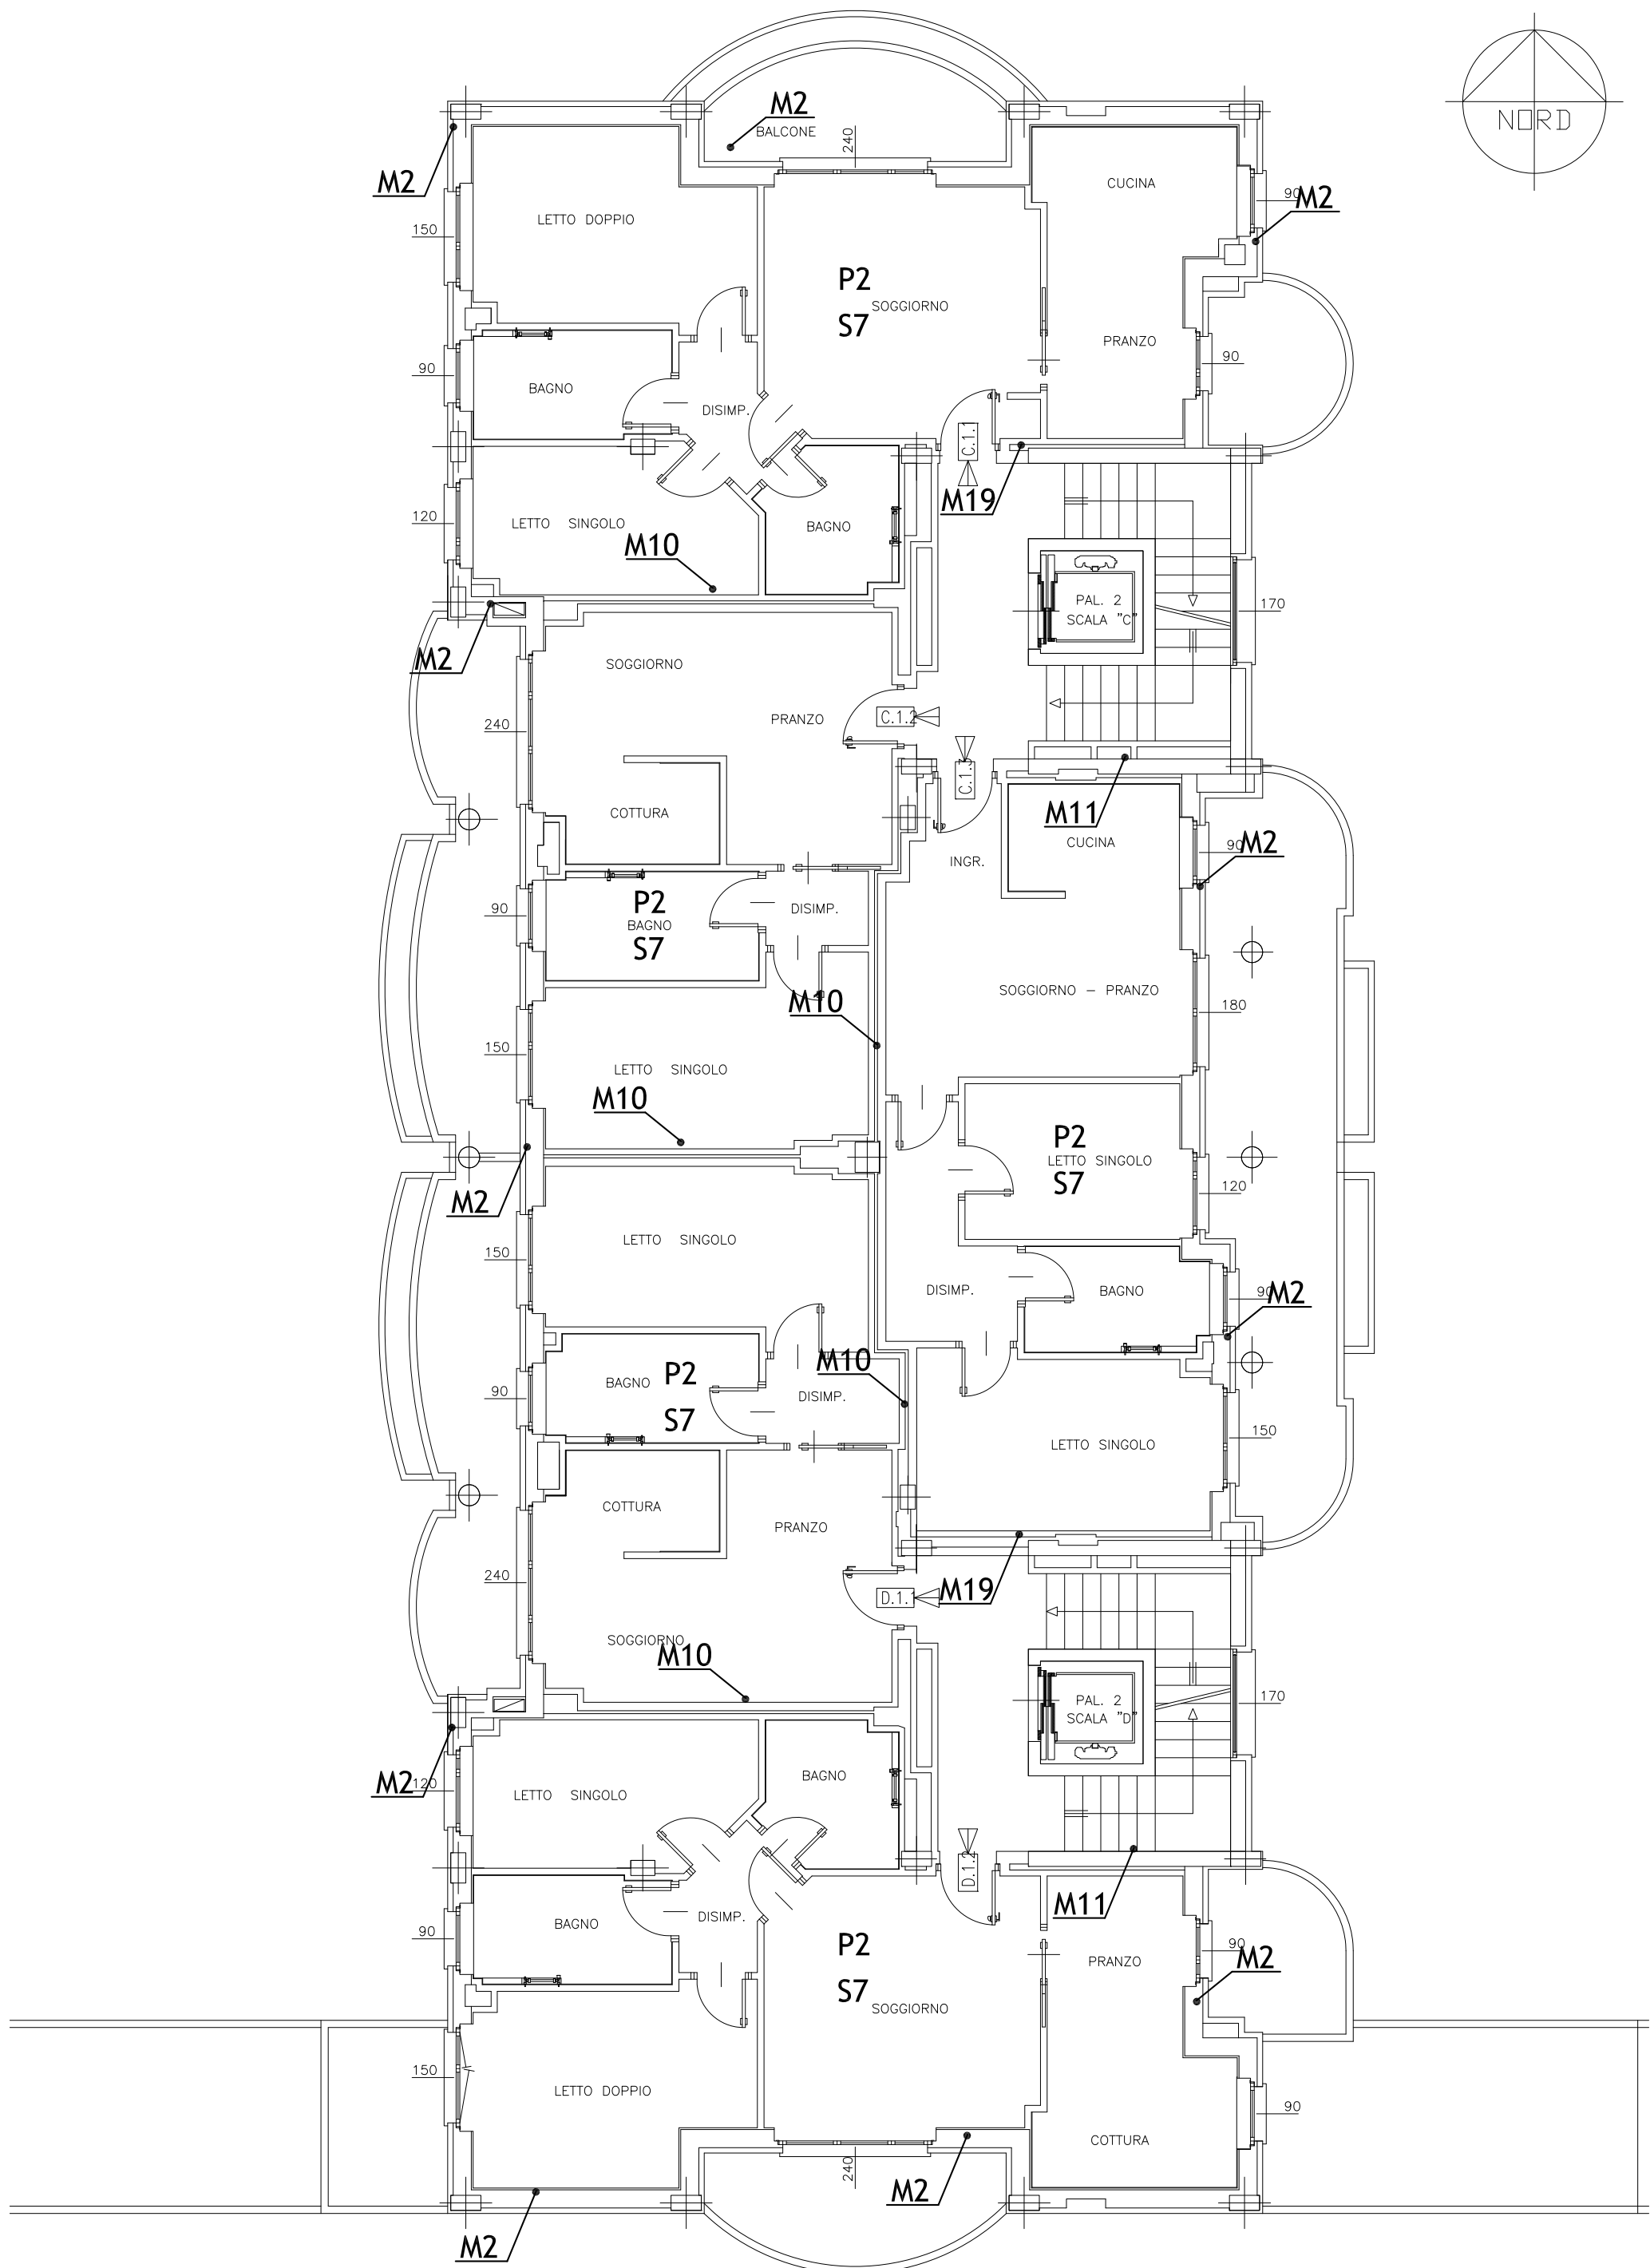 M2
BALCONE
240
NORD
M2
CUCINA
90
M2
LETTO DOPPIO
150
P2
SOGGIORNO
S7
PRANZO
90
90
BAGNO
DISIMP.
C.1.1
M19
120
LETTO SINGOLO
BAGNO
M10
PAL. 2
SCALA "C"
170
M2
SOGGIORNO
PRANZO
C.1.2
240
C.1.3
COTTURA
M11
CUCINA
90
M2
INGR.
P2
BAGNO
S7
90
DISIMP.
SOGGIORNO - PRANZO
M10
180
150
LETTO SINGOLO
M10
P2
LETTO SINGOLO
S7
120
M2
LETTO SINGOLO
150
DISIMP.
BAGNO
90
M2
M10
BAGNO
P2
S7
90
DISIMP.
LETTO SINGOLO
150
COTTURA
PRANZO
240
D.1.1
M19
SOGGIORNO
M10
PAL. 2
SCALA "D"
170
M2
120
LETTO SINGOLO
BAGNO
D.1.2
M11
BAGNO
DISIMP.
90
P2
SOGGIORNO
S7
PRANZO
90
M2
150
LETTO DOPPIO
90
COTTURA
240
M2
M2